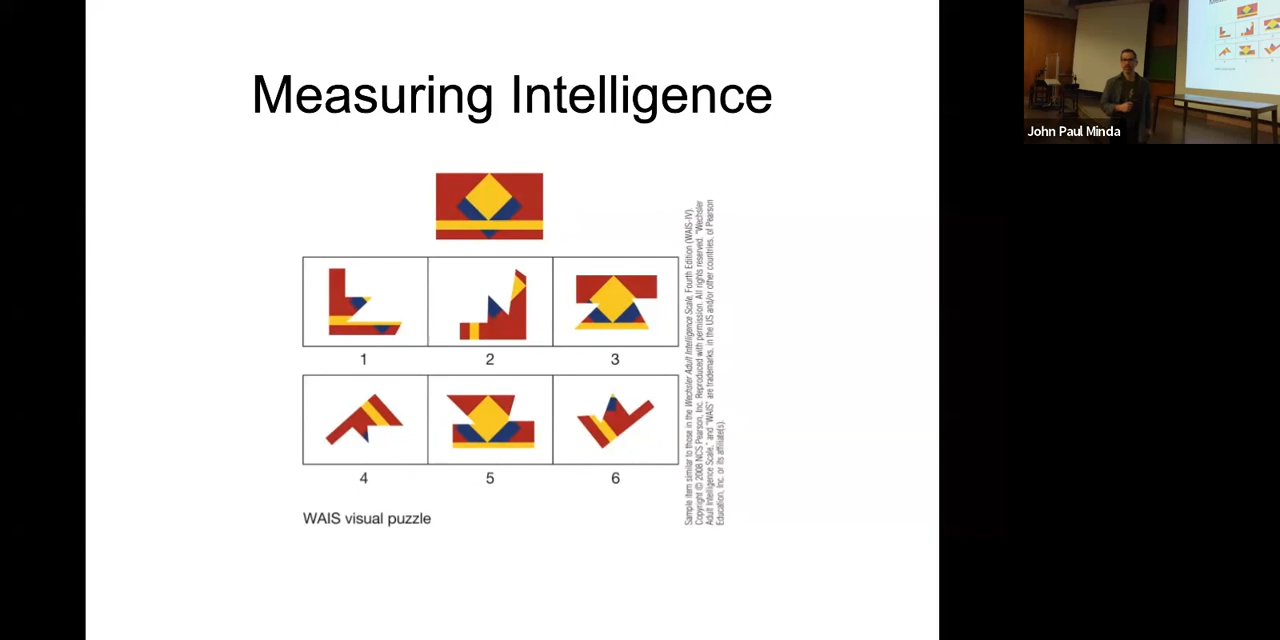 Measuring Intelligence
John Paul Minda
1
2
3
4
5
6
WAIS visual puzzle
Sample item similar to those in the Wechsler Adult Intelligence Scale, Fourth Edition (WAIS-IV).
Copyright © 2008 NCS Pearson, Inc. Reproduced with permission. All rights reserved. "Wechsler
Adult Intelligence Scale," and "WAIS" are trademarks, in the US and/or other countries, of Pearson
Education, Inc. or its affiliate(s).